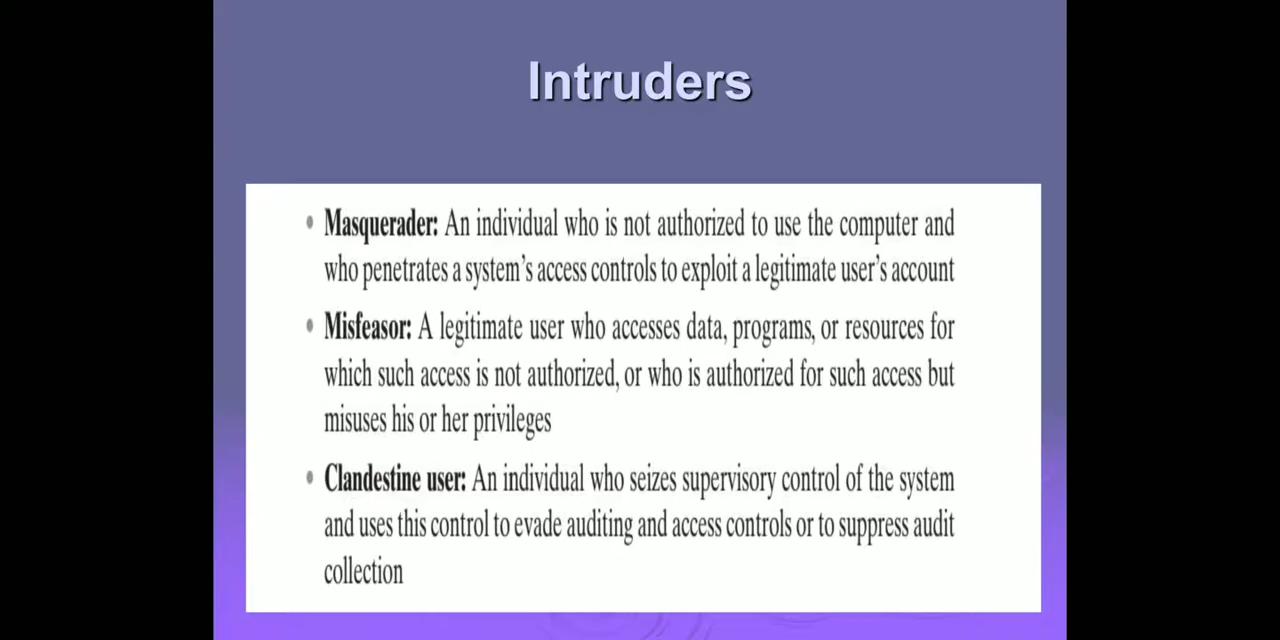 Intruders
• Masquerader: An individual who is not authorized to use the computer and
who penetrates a system's access controls to exploit a legitimate user's account
• Misfeasor: A legitimate user who accesses data, programs, or resources for
which such access is not authorized, or who is authorized for such access but
misuses his or her privileges
• Clandestine user: An individual who seizes supervisory control of the system
and uses this control to evade auditing and access controls or to suppress audit
collection